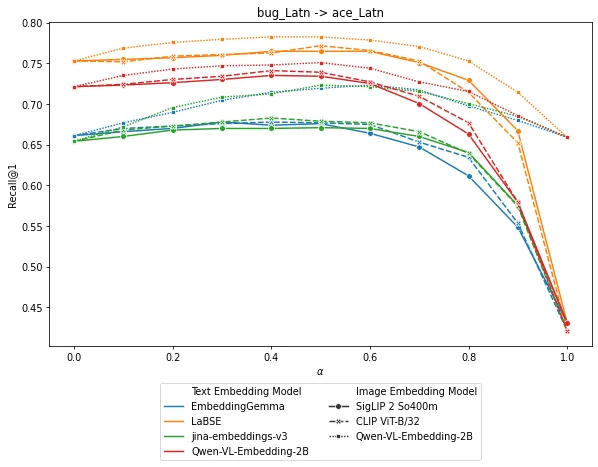 bug_Latn -> ace_Latn
Recall@1
0.80
0.75
0.70
0.65
0.60
0.55
0.50
0.45
0.0 0.2 0.4 0.6 0.8 1.0
α
Text Embedding Model
EmbeddingGemma
LaBSE
jina-embeddings-v3
Qwen-VL-Embedding-2B
Image Embedding Model
SigLIP 2 So400m
CLIP ViT-B/32
Qwen-VL-Embedding-2B